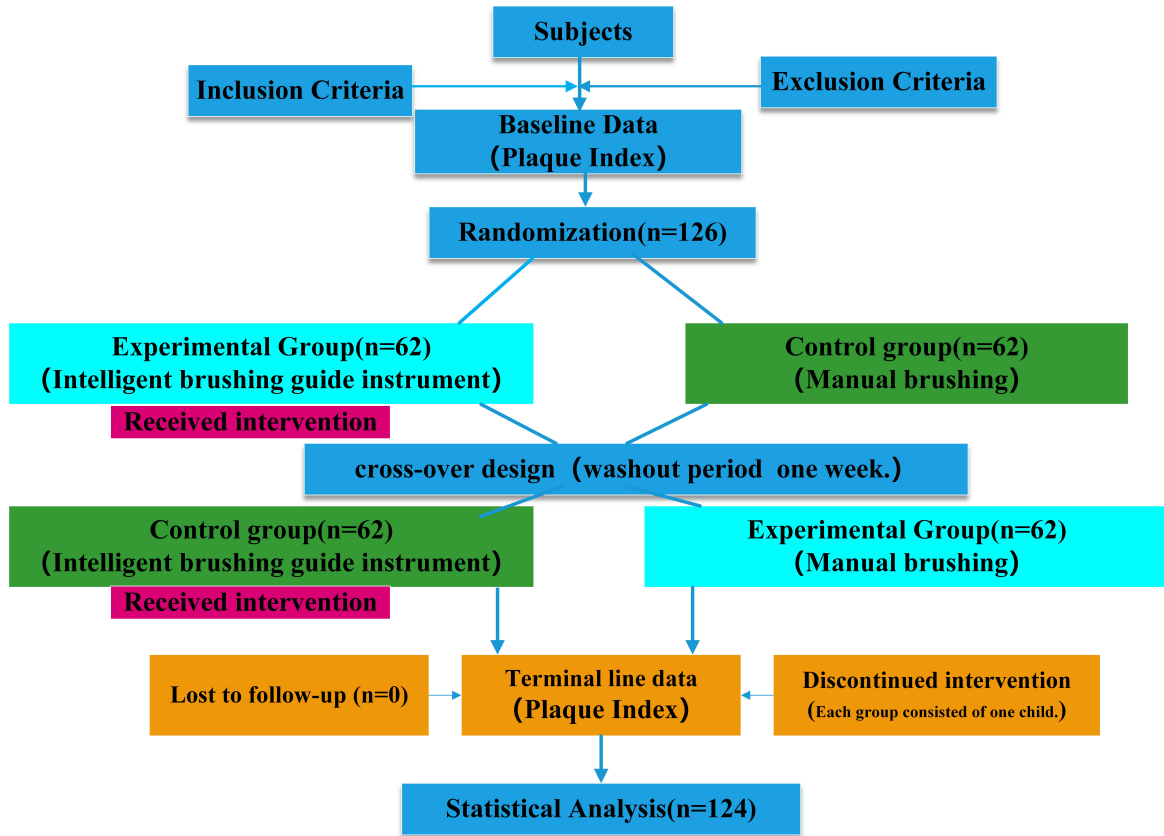 Subjects
Inclusion Criteria
Exclusion Criteria
Baseline Data
（Plaque Index）
Randomization(n=126)
Experimental Group(n=62)
（Intelligent brushing guide instrument）
Received intervention
Control group(n=62)
（Manual brushing）
cross-over design（washout period  one week.）
Control group(n=62)
（Intelligent brushing guide instrument）
Received intervention
Experimental Group(n=62)
（Manual brushing）
Lost to follow-up (n=0)
Terminal line data
（Plaque Index）
Discontinued intervention
（Each group consisted of one child.）
Statistical Analysis(n=124)